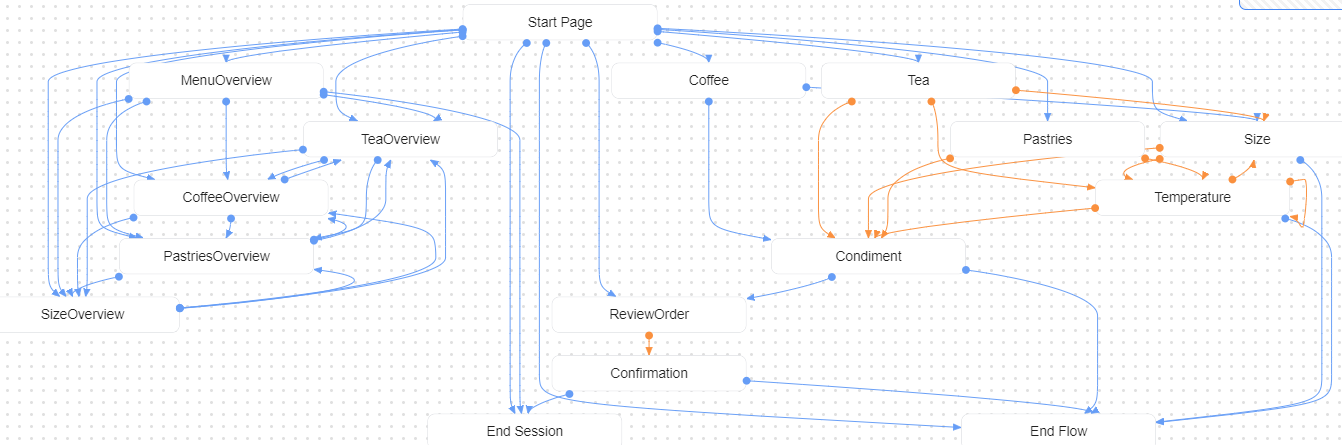 Start Page
MenuOverview
Coffee
Tea
TeaOverview
Pastries
Size
CoffeeOverview
Temperature
PastriesOverview
Condiment
SizeOverview
ReviewOrder
Confirmation
End Session
End Flow